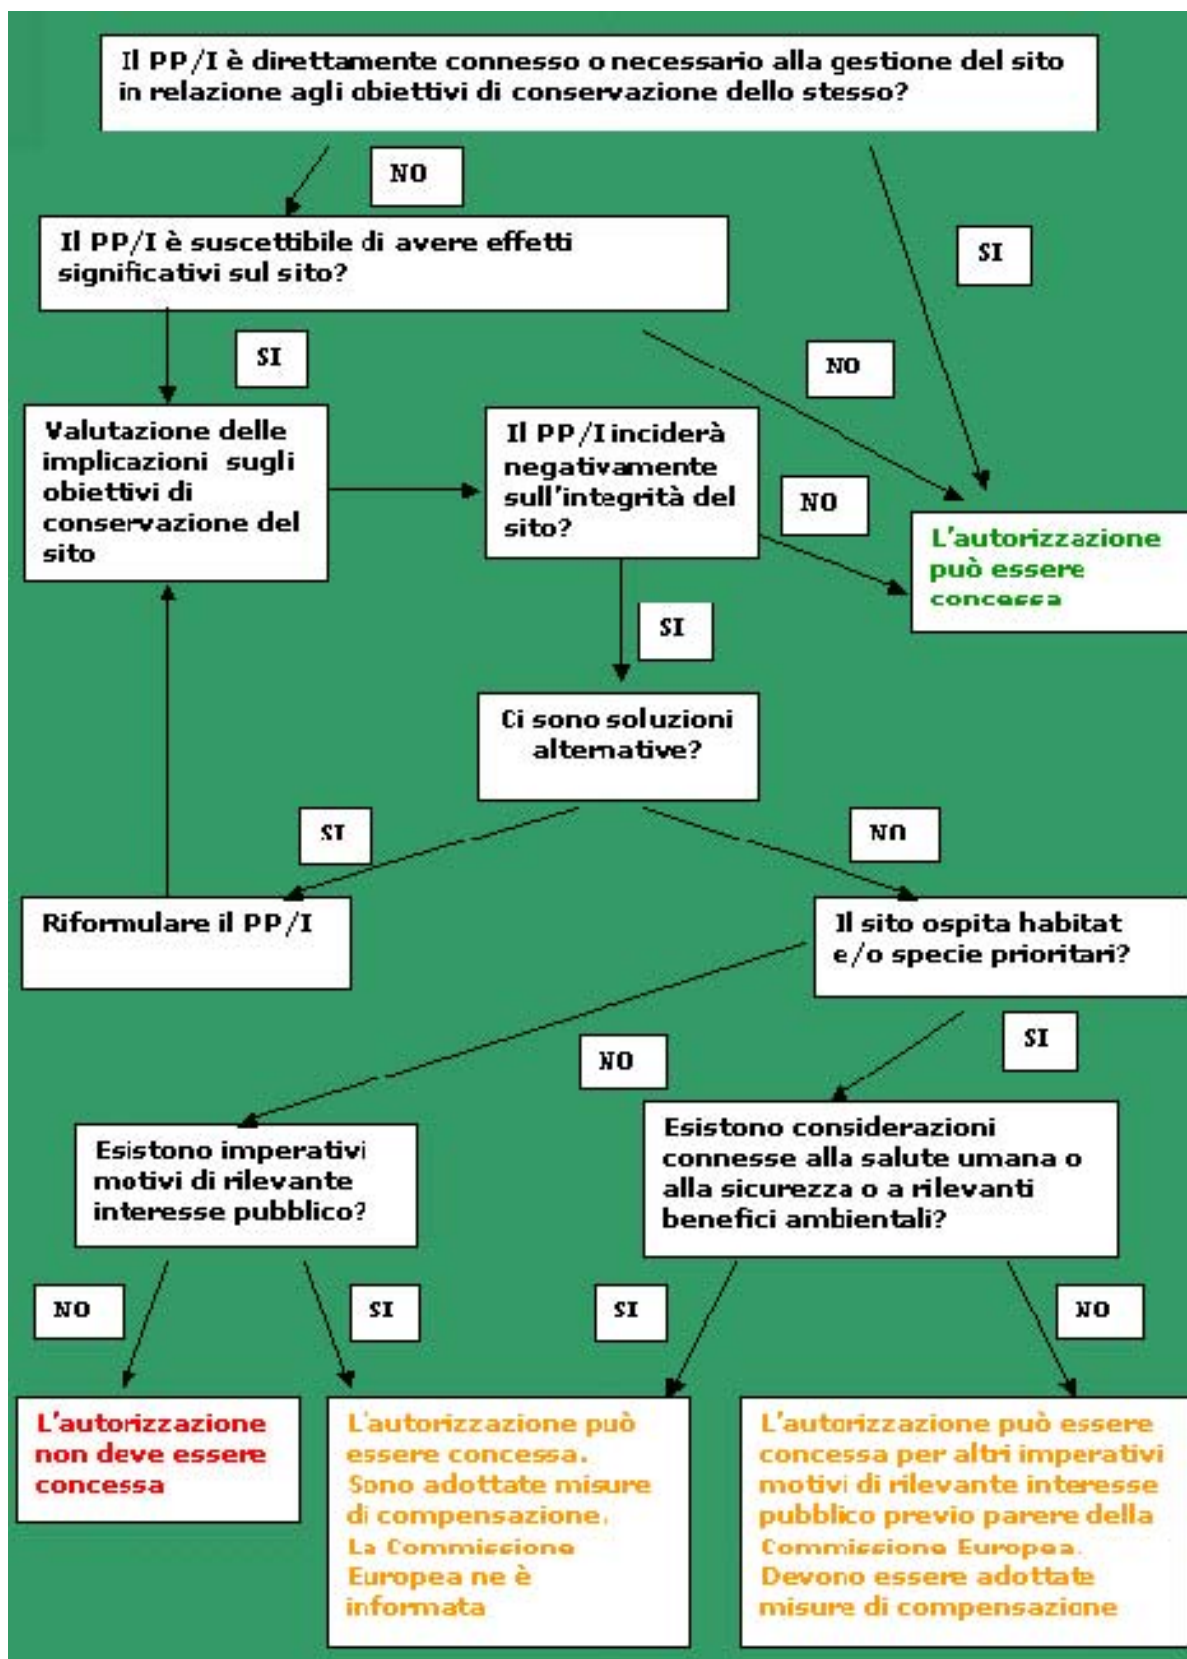 Il PP/I è direttamente connesso o necessario alla gestione del sito
in relazione agli obiettivi di conservazione dello stesso?
NO
SI
Il PP/I è suscettibile di avere effetti
significativi sul sito?
SI
NO
Valutazione delle
implicazioni sugli
obiettivi di
conservazione del
sito
Il PP/I inciderà
negativamente
sull'integrità del
sito?
NO
L'autorizzazione
può essere
concessa
SI
Ci sono soluzioni
alternative?
SI
NO
Riformulare il PP/I
Il sito ospita habitat
e/o specie prioritari?
NO
SI
Esistono imperativi
motivi di rilevante
interesse pubblico?
Esistono considerazioni
connesse alla salute umana o
alla sicurezza o a rilevanti
benefici ambientali?
NO
SI
SI
NO
L'autorizzazione
non deve essere
concessa
L'autorizzazione può
essere concessa.
Sono adottate misure
di compensazione.
La Commissione
Europea ne è
informata
L'autorizzazione può essere
concessa per altri imperativi
motivi di rilevante interesse
pubblico previo parere della
Commissione Europea.
Devono essere adottate
misure di compensazione